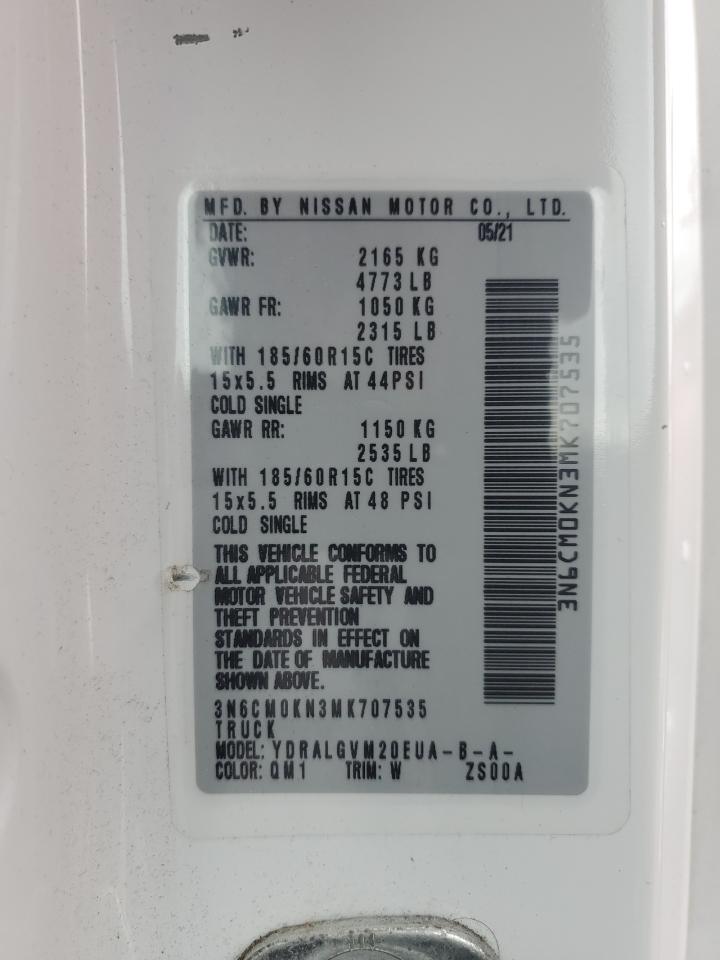 MFD. BY NISSAN MOTOR CO., LTD.
DATE: 05/21
GVWR: 2165 KG
4773 LB
GAWR FR: 1050 KG
2315 LB
WITH 185/60R15C TIRES
15x5.5 RIMS AT 44PSI
COLD SINGLE
GAWR RR: 1150 KG
2535 LB
WITH 185/60R15C TIRES
15x5.5 RIMS AT 48 PSI
COLD SINGLE
THIS VEHICLE CONFORMS TO
ALL APPLICABLE FEDERAL
MOTOR VEHICLE SAFETY AND
THEFT PREVENTION
STANDARDS IN EFFECT ON
THE DATE OF MANUFACTURE
SHOWN ABOVE.
3N6CM0KN3MK707535
TRUCK
MODEL: YDRALGVM20EUA-B-A-
COLOR: QM1 TRIM: W ZS00A
3N6CM0KN3MK707535